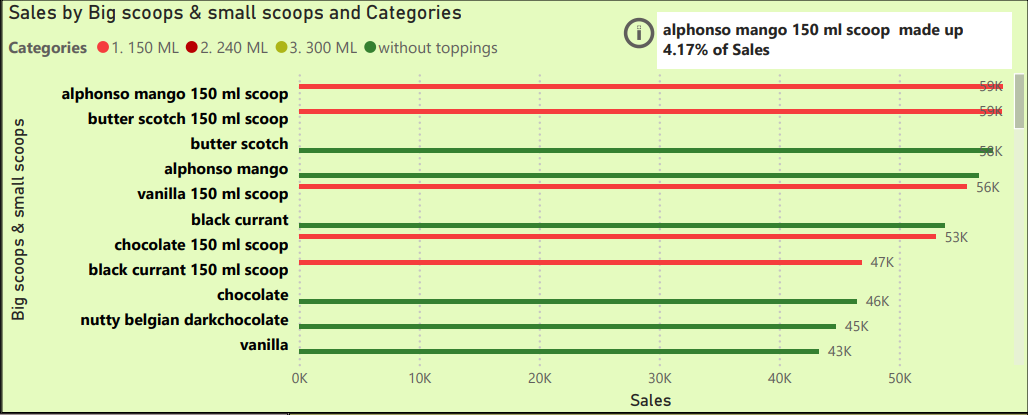 Sales by Big scoops & small scoops and Categories
Categories 1. 150 ML 2. 240 ML 3. 300 ML without toppings
alphonso mango 150 ml scoop made up
4.17% of Sales
Big scoops & small scoops
alphonso mango 150 ml scoop 59K
butter scotch 150 ml scoop 59K
butter scotch 58K
alphonso mango
vanilla 150 ml scoop 56K
black currant
chocolate 150 ml scoop 53K
black currant 150 ml scoop 47K
chocolate 46K
nutty belgian darkchocolate 45K
vanilla 43K
0K 10K 20K 30K 40K 50K
Sales